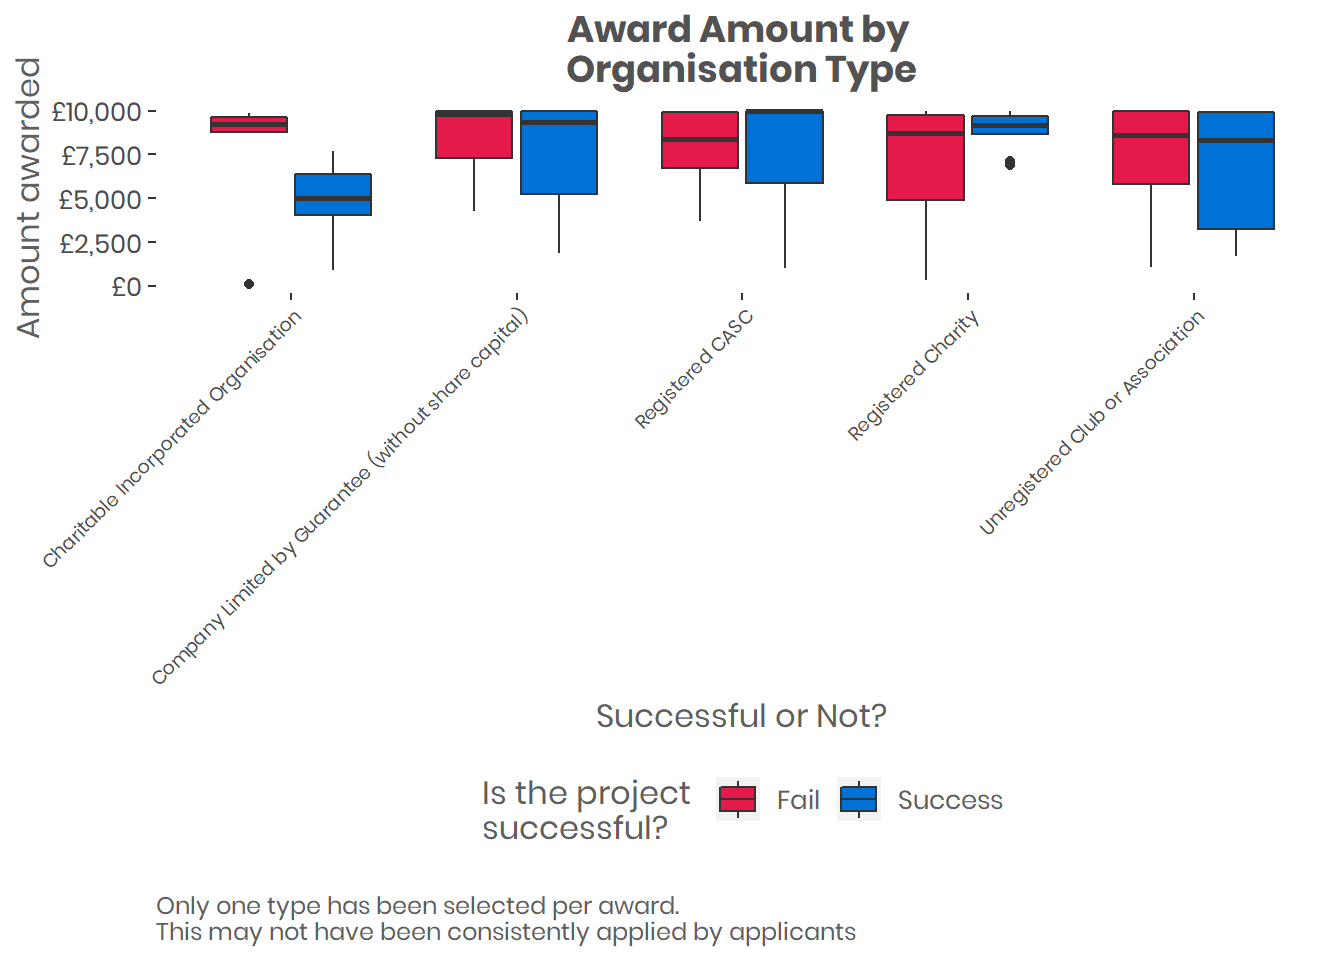 Award Amount by
Organisation Type
Amount awarded
£10,000
£7,500
£5,000
£2,500
£0
Charitable Incorporated Organisation
Company Limited by Guarantee (without share capital)
Registered CASC
Registered Charity
Unregistered Club or Association
Successful or Not?
Is the project
successful?
Fail
Success
Only one type has been selected per award.
This may not have been consistently applied by applicants